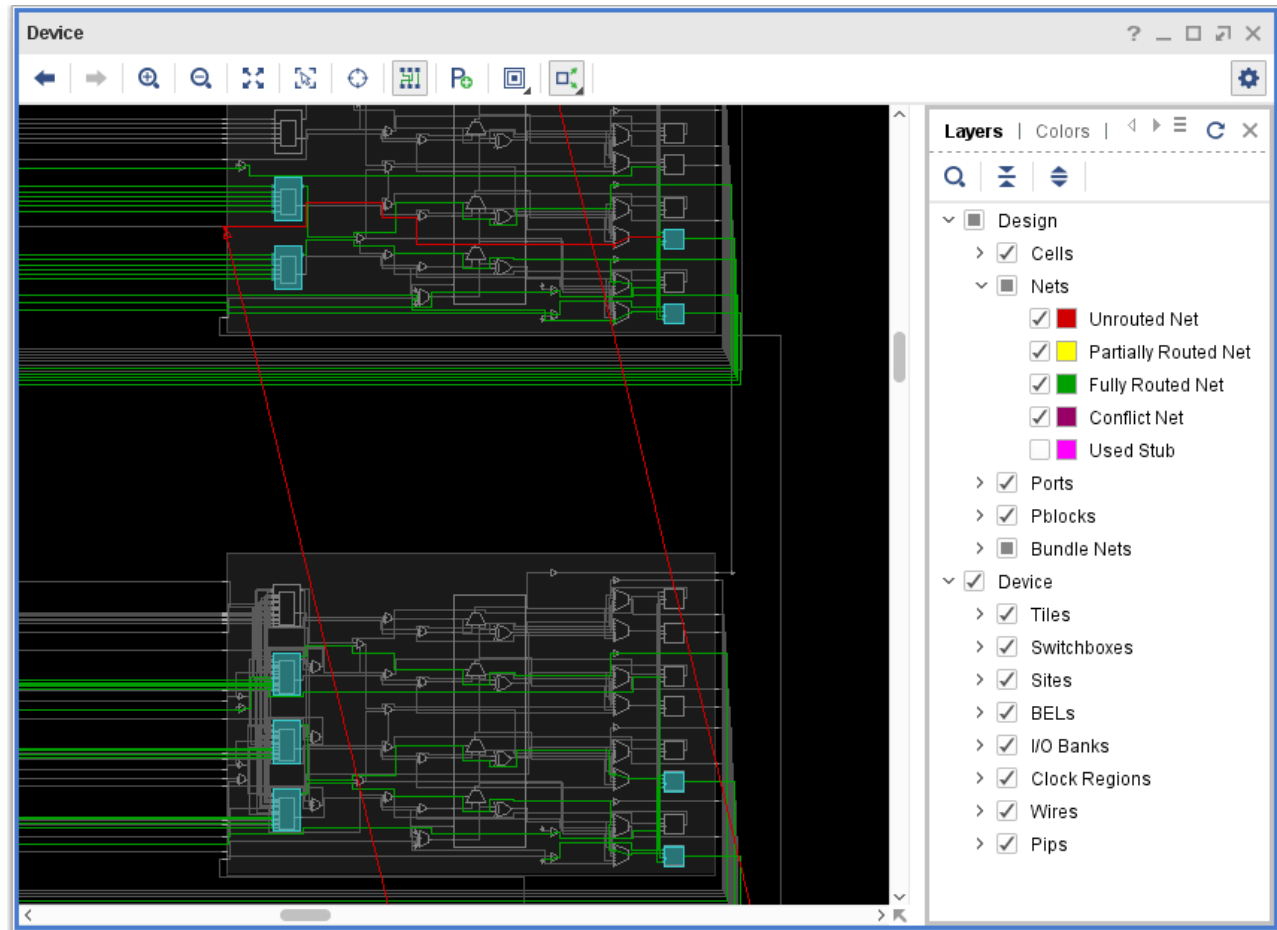 Device
Layers | Colors |
Design
Cells
Nets
Unrouted Net
Partially Routed Net
Fully Routed Net
Conflict Net
Used Stub
Ports
Pblocks
Bundle Nets
Device
Tiles
Switchboxes
Sites
BELs
I/O Banks
Clock Regions
Wires
Pips